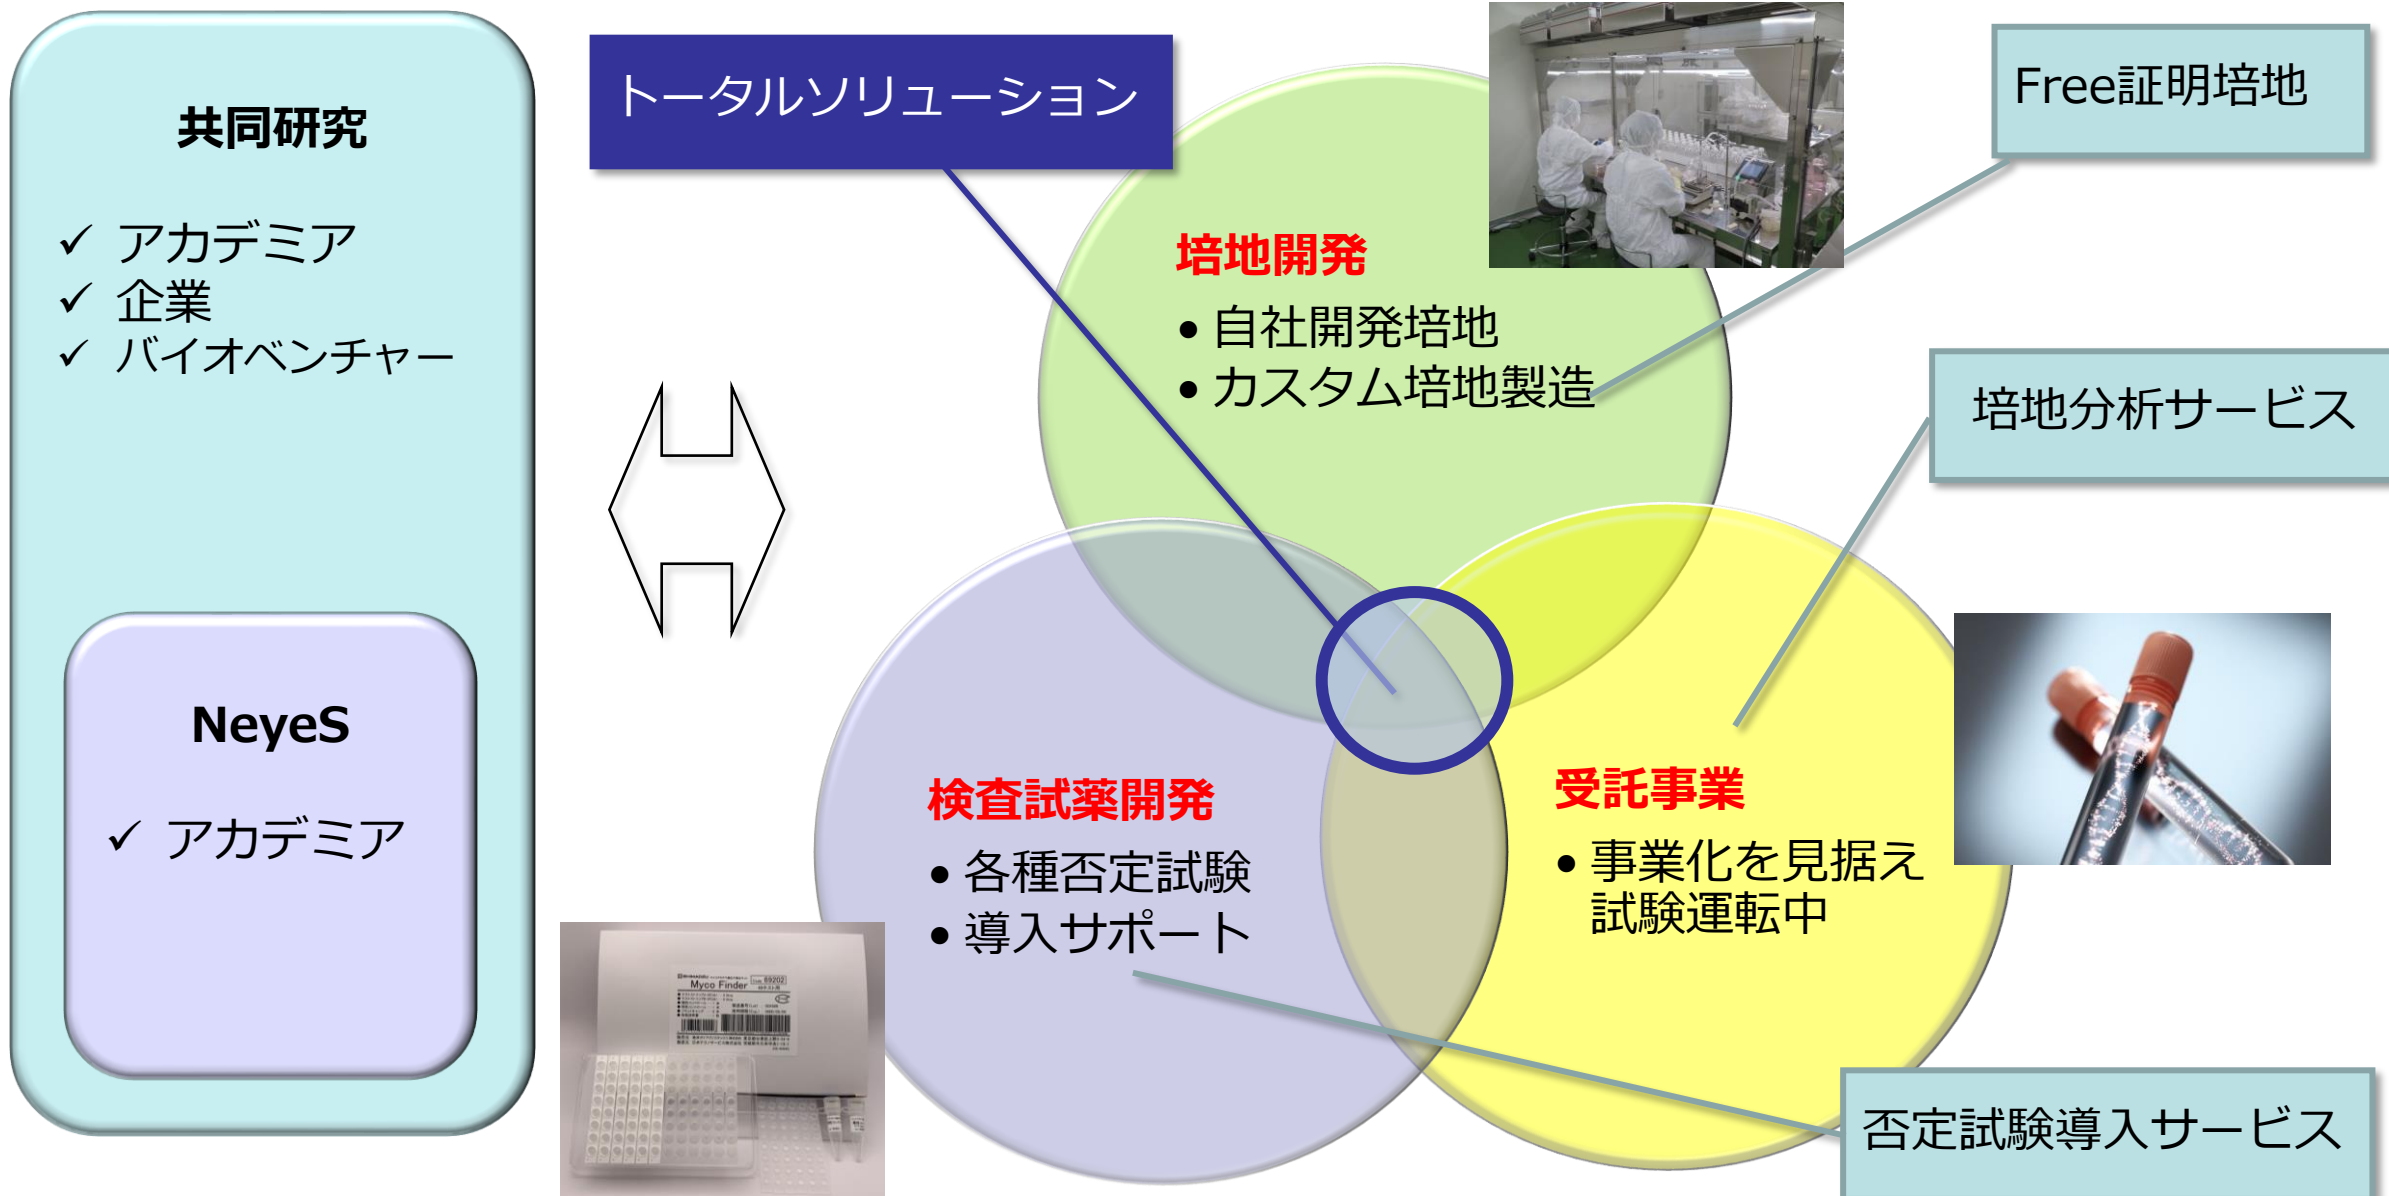 共同研究
✓ アカデミア
✓ 企業
✓ バイオベンチャー
NeyeS
✓ アカデミア
トータルソリューション
培地開発
• 自社開発培地
• カスタム培地製造
検査試薬開発
• 各種否定試験
• 導入サポート
受託事業
• 事業化を見据え
試験運転中
Free証明培地
培地分析サービス
否定試験導入サービス
Myco Finder
69202